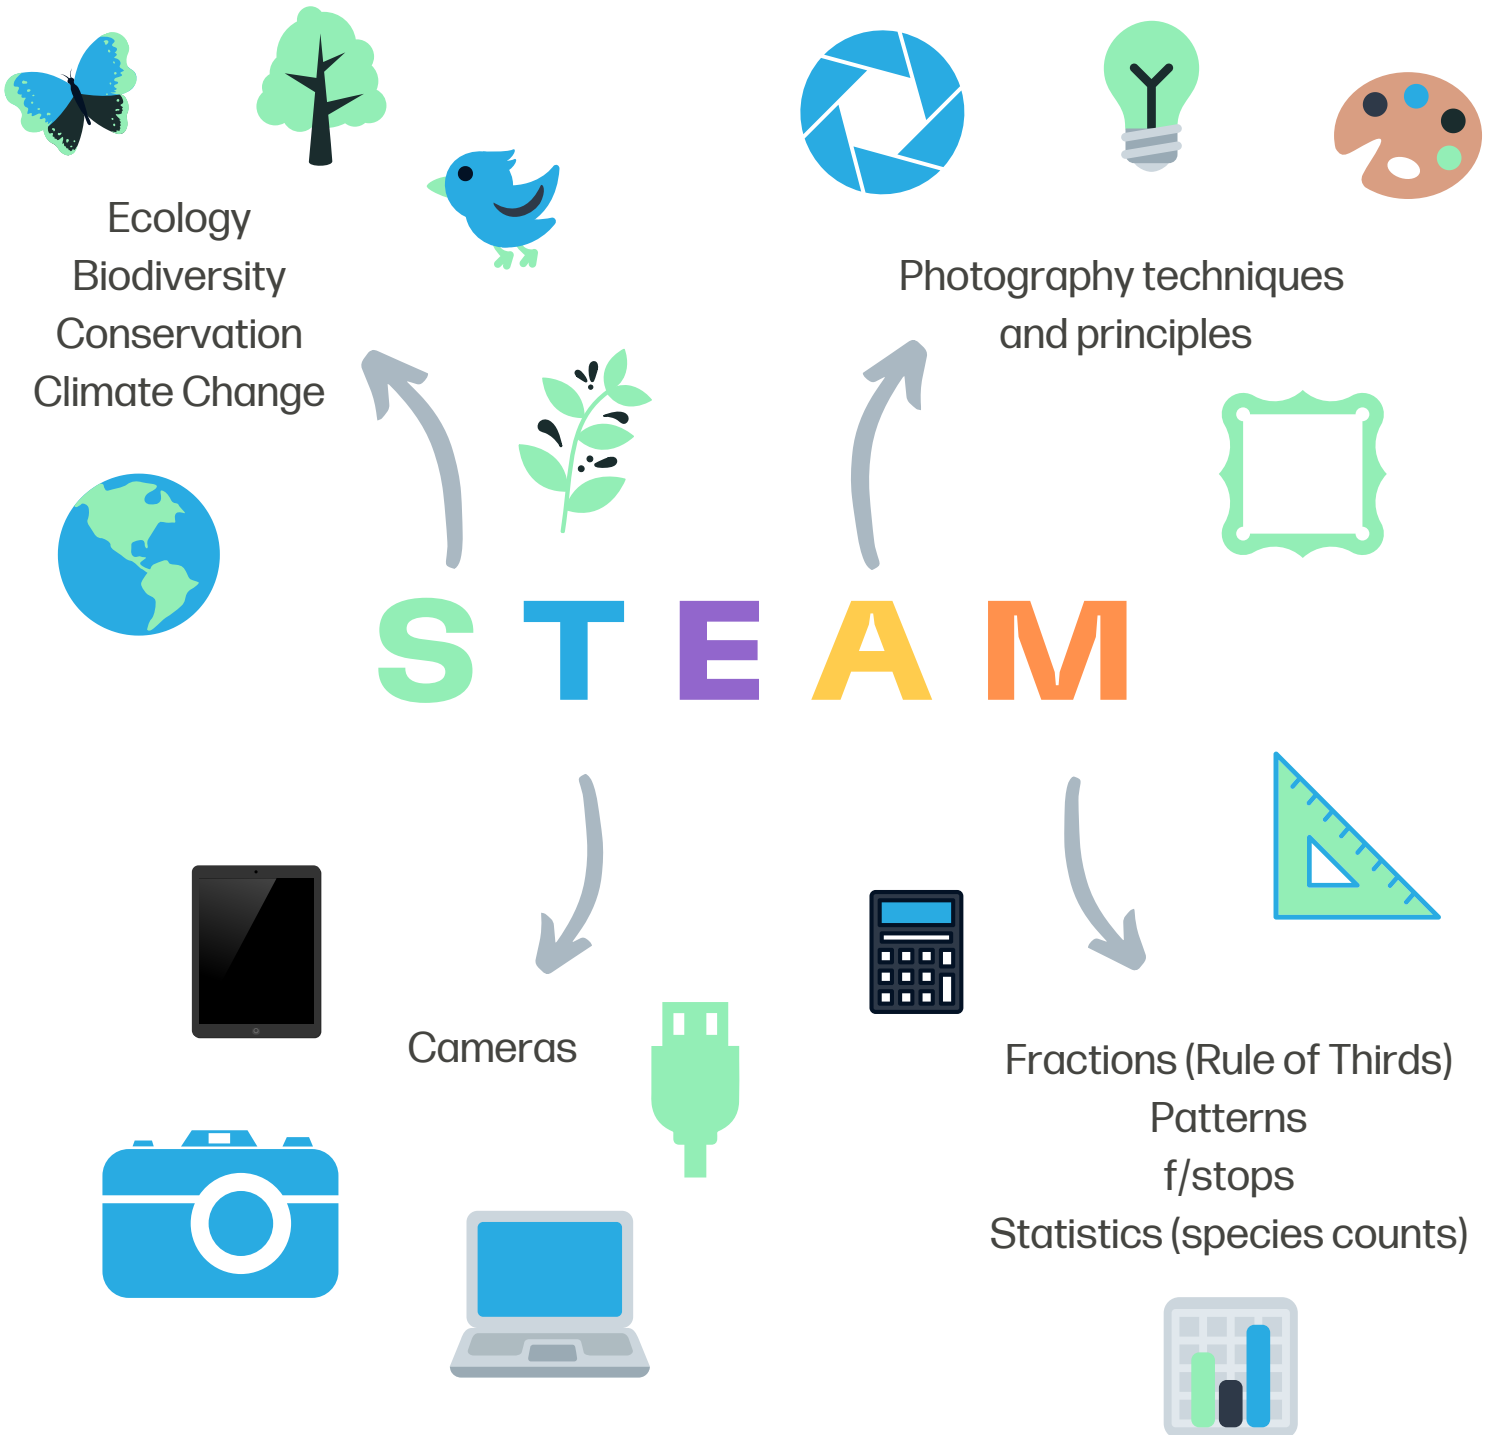 Ecology
Biodiversity
Conservation
Climate Change
Photography techniques
and principles
STEAM
Cameras
Fractions (Rule of Thirds)
Patterns
f/stops
Statistics (species counts)